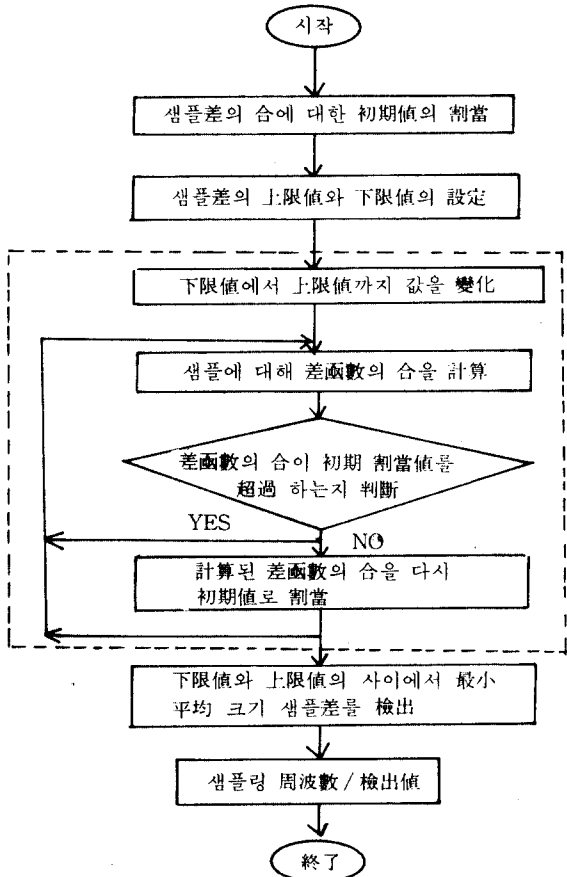 시작
샘플差의 合에 대한 初期値의 割當
샘플差의 上限値와 下限値의 設定
下限値에서 上限値까지 값을 變化
샘플에 대해 差函數의 合을 計算
差函數의 合이 初期 割當値를
超過 하는지 判斷
YES
NO
計算된 差函數의 合을 다시
初期値로 割當
下限値와 上限値의 사이에서 最小
平均 크기 샘플差를 檢出
샘플링 周波數 / 檢出値
終了